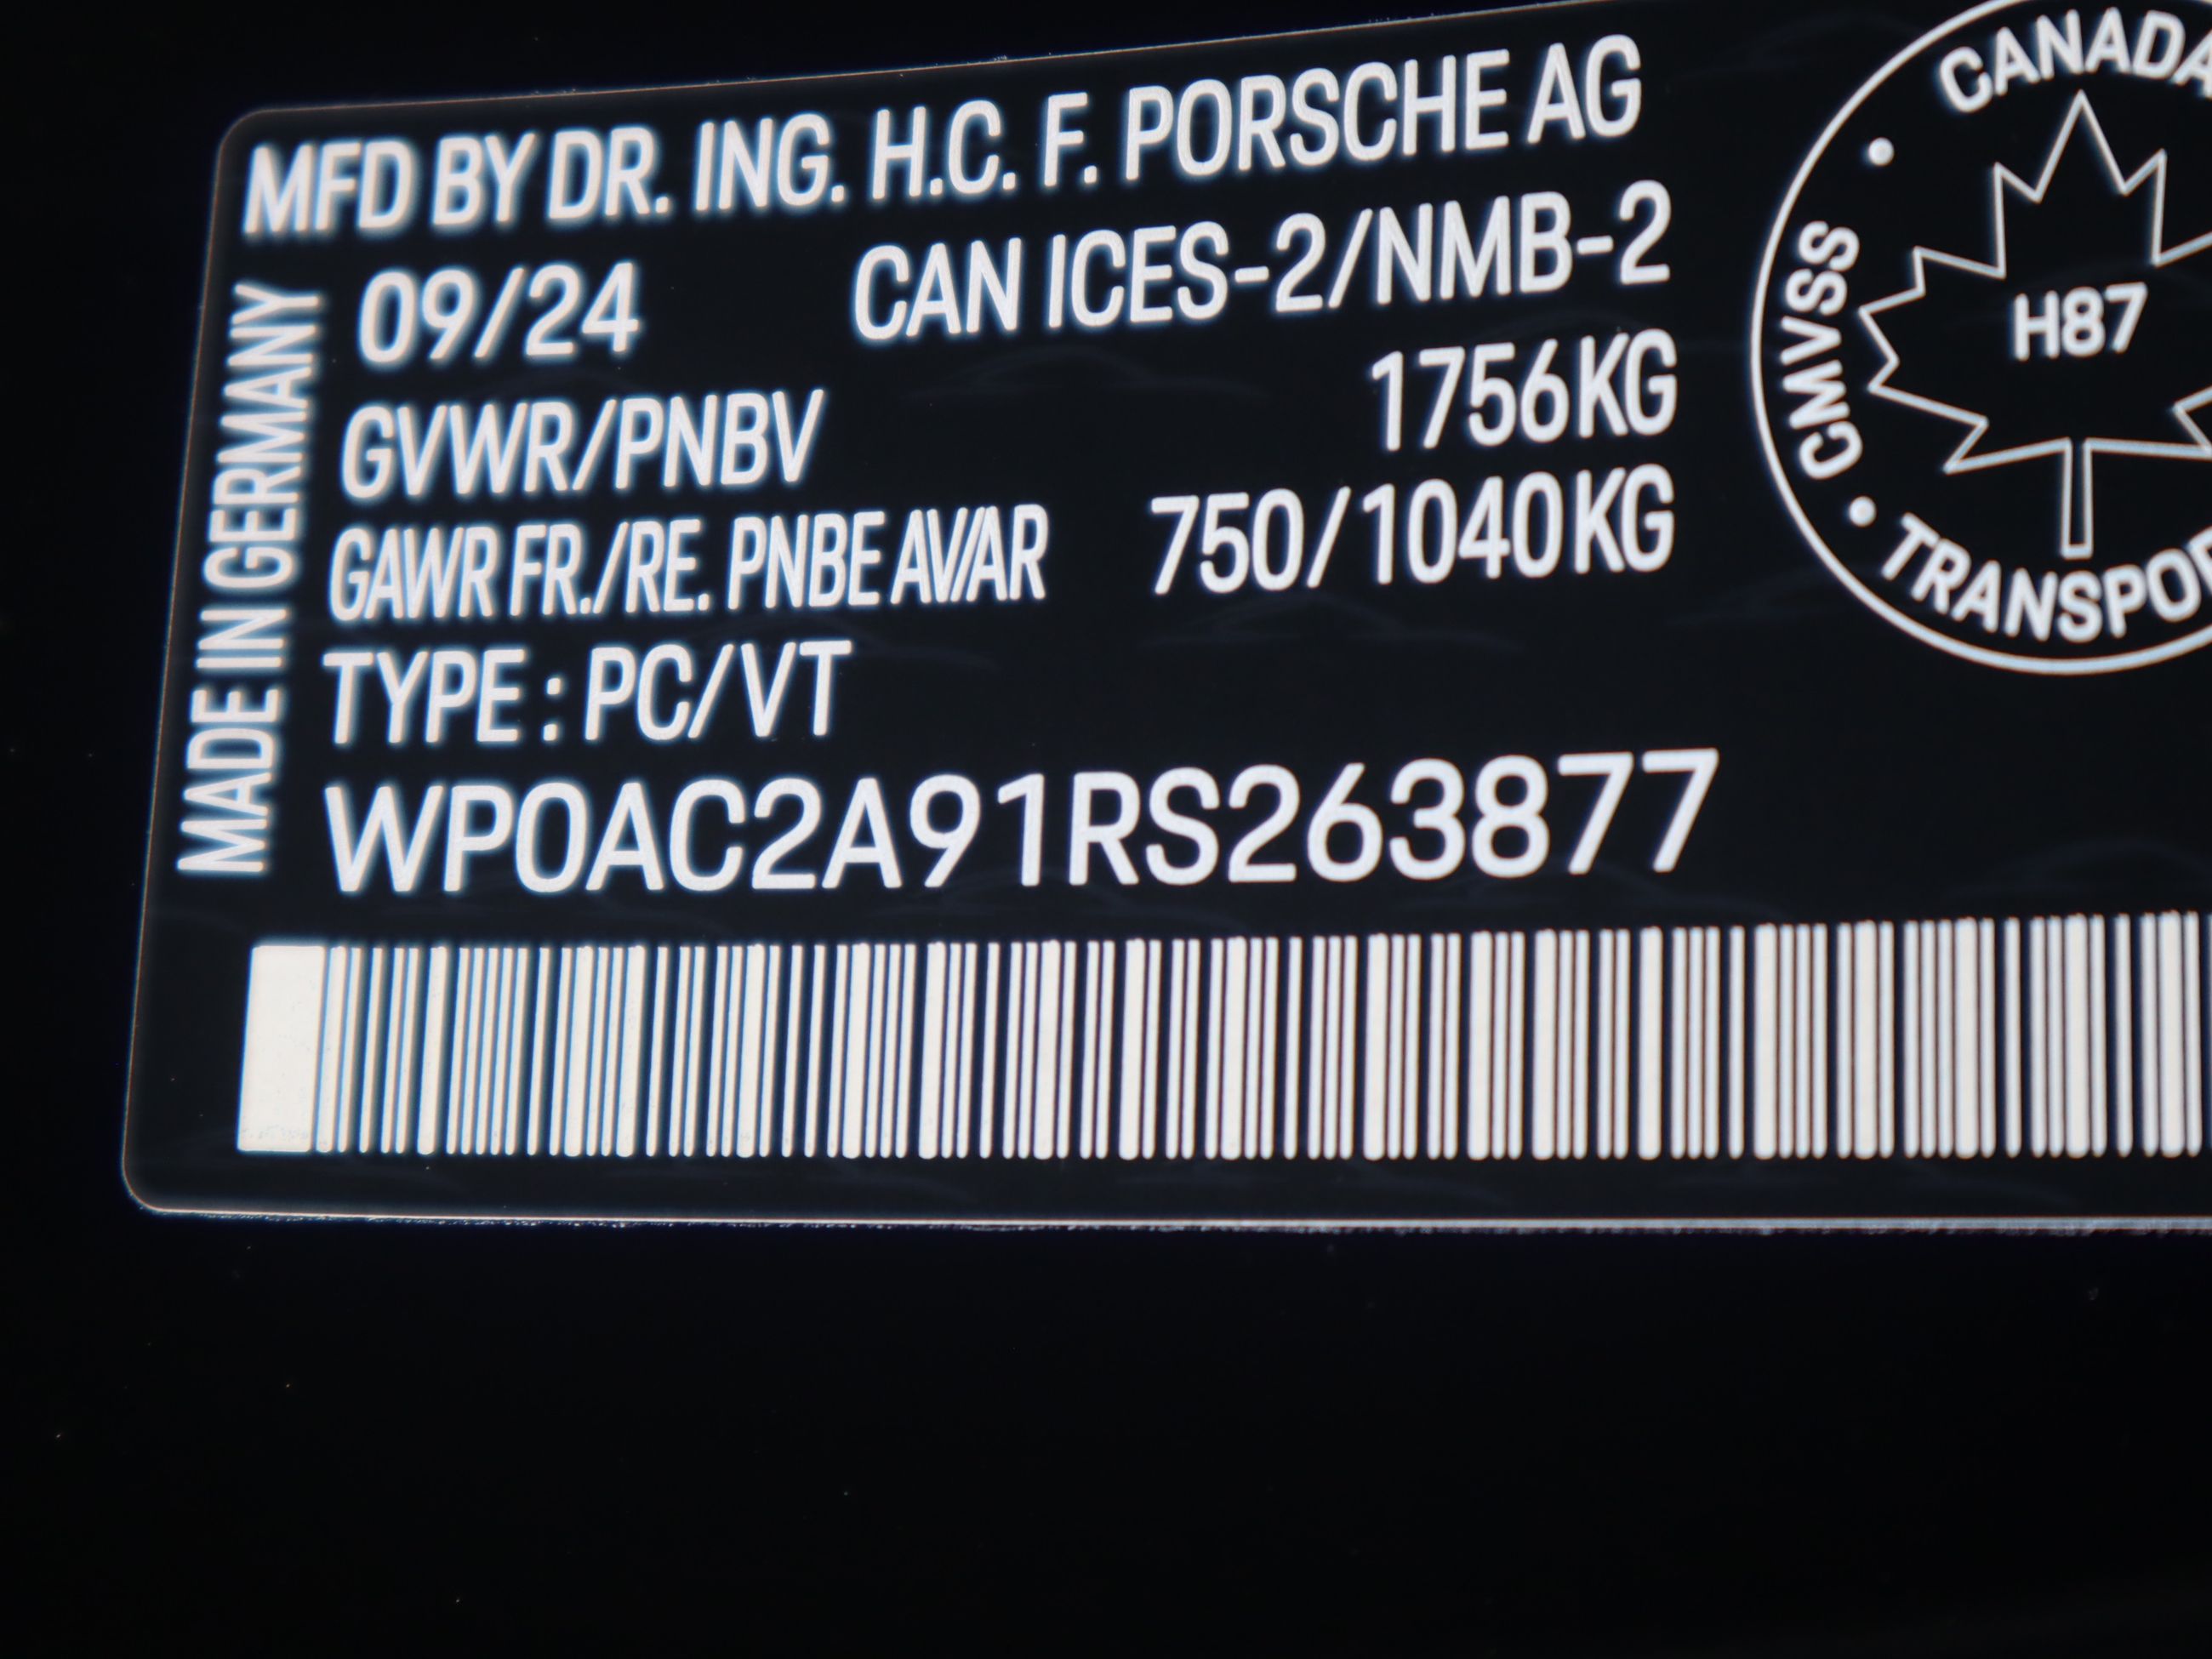 MFD BY DR. ING. H.C. F. PORSCHE AG
09/24 CAN ICES-2/NMB-2
GVWR/PNBV 1756KG
GAWR FR./RE. PNBE AV/AR 750/1040KG
TYPE : PC/VT
WP0AC2A91RS263877
MADE IN GERMANY
CANADA
CMVSS
H87
TRANSPOR